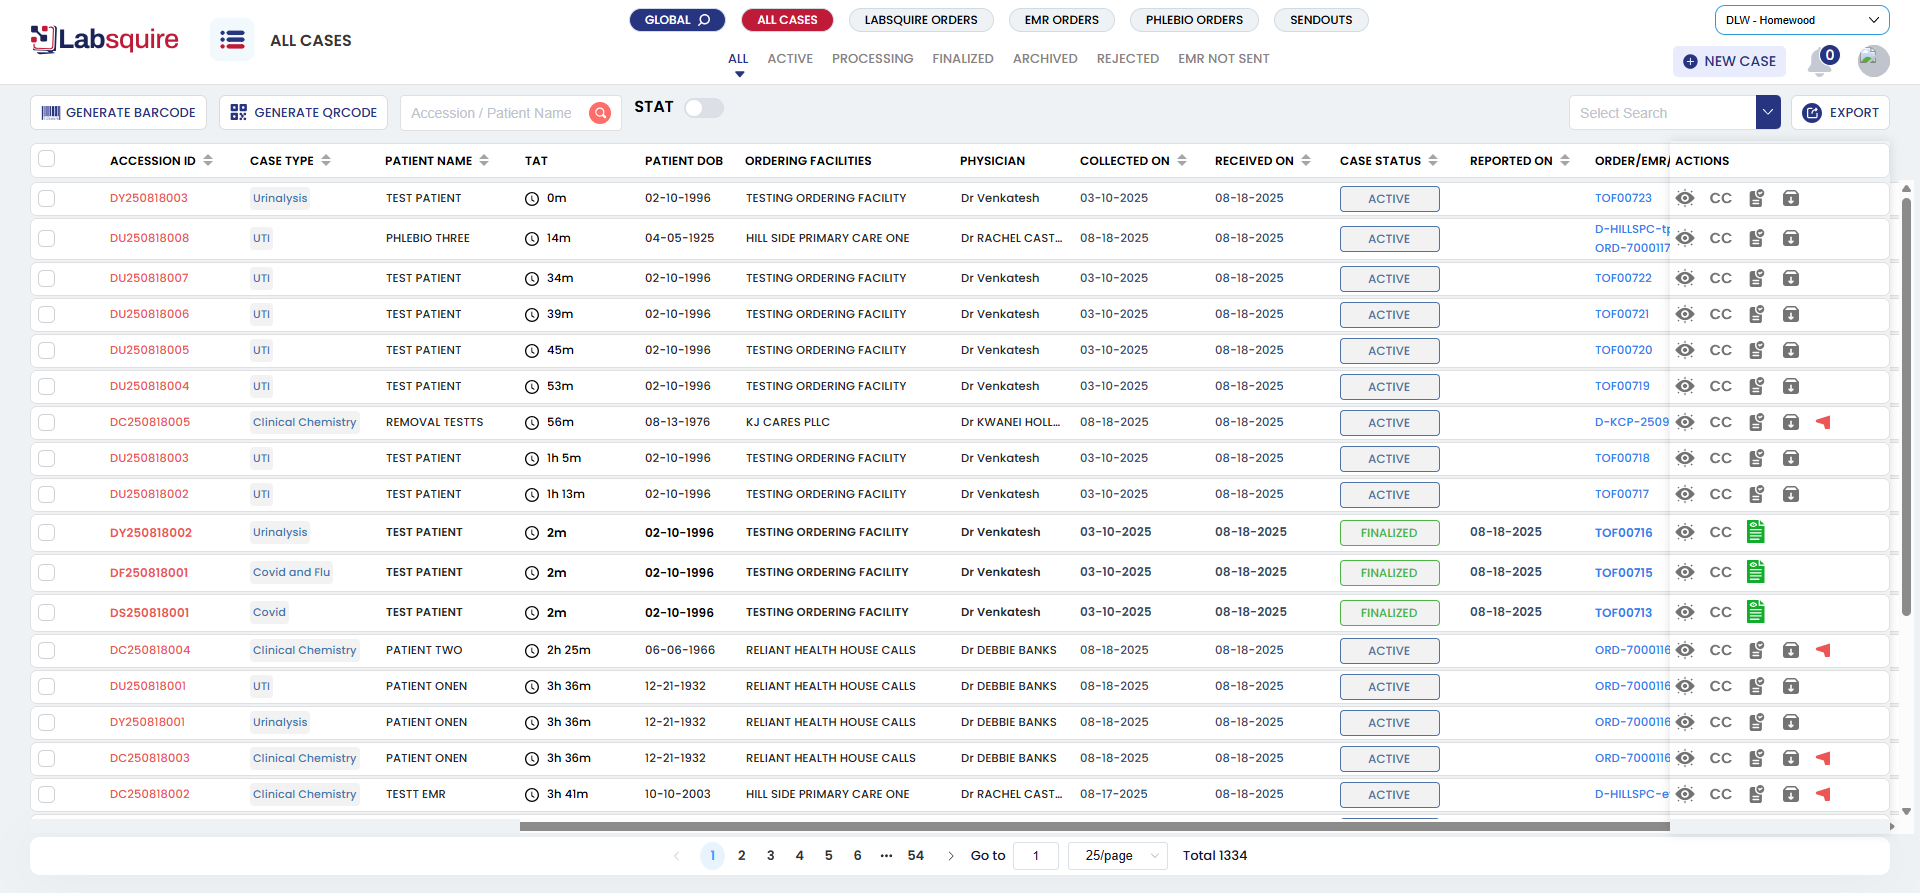 Labsquire
ALL CASES
GLOBAL
ALL CASES
LABSQUIRE ORDERS
EMR ORDERS
PHLEBIO ORDERS
SENDOUTS
DLW - Homewood
ALL
ACTIVE
PROCESSING
FINALIZED
ARCHIVED
REJECTED
EMR NOT SENT
NEW CASE
0
GENERATE BARCODE
GENERATE QRCODE
Accession / Patient Name
STAT
Select Search
EXPORT
ACCESSION ID CASE TYPE PATIENT NAME TAT PATIENT DOB ORDERING FACILITIES PHYSICIAN COLLECTED ON RECEIVED ON CASE STATUS REPORTED ON ORDER/EMR/ ACTIONS
DY250818003 Urinalysis TEST PATIENT 0m 02-10-1996 TESTING ORDERING FACILITY Dr Venkatesh 03-10-2025 08-18-2025 ACTIVE TOF00723 CC
DU250818008 UTI PHLEBIO THREE 14m 04-05-1925 HILL SIDE PRIMARY CARE ONE Dr RACHEL CAST... 08-18-2025 08-18-2025 ACTIVE D-HILLSPC-tp CC
ORD-7000117
DU250818007 UTI TEST PATIENT 34m 02-10-1996 TESTING ORDERING FACILITY Dr Venkatesh 03-10-2025 08-18-2025 ACTIVE TOF00722 CC
DU250818006 UTI TEST PATIENT 39m 02-10-1996 TESTING ORDERING FACILITY Dr Venkatesh 03-10-2025 08-18-2025 ACTIVE TOF00721 CC
DU250818005 UTI TEST PATIENT 45m 02-10-1996 TESTING ORDERING FACILITY Dr Venkatesh 03-10-2025 08-18-2025 ACTIVE TOF00720 CC
DU250818004 UTI TEST PATIENT 53m 02-10-1996 TESTING ORDERING FACILITY Dr Venkatesh 03-10-2025 08-18-2025 ACTIVE TOF00719 CC
DC250818005 Clinical Chemistry REMOVAL TESTTS 56m 08-13-1976 KJ CARES PLLC Dr KWANEI HOLL... 08-18-2025 08-18-2025 ACTIVE D-KCP-2509 CC
DU250818003 UTI TEST PATIENT 1h 5m 02-10-1996 TESTING ORDERING FACILITY Dr Venkatesh 03-10-2025 08-18-2025 ACTIVE TOF00718 CC
DU250818002 UTI TEST PATIENT 1h 13m 02-10-1996 TESTING ORDERING FACILITY Dr Venkatesh 03-10-2025 08-18-2025 ACTIVE TOF00717 CC
DY250818002 Urinalysis TEST PATIENT 2m 02-10-1996 TESTING ORDERING FACILITY Dr Venkatesh 03-10-2025 08-18-2025 FINALIZED 08-18-2025 TOF00716 CC
DF250818001 Covid and Flu TEST PATIENT 2m 02-10-1996 TESTING ORDERING FACILITY Dr Venkatesh 03-10-2025 08-18-2025 FINALIZED 08-18-2025 TOF00715 CC
DS250818001 Covid TEST PATIENT 2m 02-10-1996 TESTING ORDERING FACILITY Dr Venkatesh 03-10-2025 08-18-2025 FINALIZED 08-18-2025 TOF00713 CC
DC250818004 Clinical Chemistry PATIENT TWO 2h 25m 06-06-1966 RELIANT HEALTH HOUSE CALLS Dr DEBBIE BANKS 08-18-2025 08-18-2025 ACTIVE ORD-7000116 CC
DU250818001 UTI PATIENT ONEN 3h 36m 12-21-1932 RELIANT HEALTH HOUSE CALLS Dr DEBBIE BANKS 08-18-2025 08-18-2025 ACTIVE ORD-7000116 CC
DY250818001 Urinalysis PATIENT ONEN 3h 36m 12-21-1932 RELIANT HEALTH HOUSE CALLS Dr DEBBIE BANKS 08-18-2025 08-18-2025 ACTIVE ORD-7000116 CC
DC250818003 Clinical Chemistry PATIENT ONEN 3h 36m 12-21-1932 RELIANT HEALTH HOUSE CALLS Dr DEBBIE BANKS 08-18-2025 08-18-2025 ACTIVE ORD-7000116 CC
DC250818002 Clinical Chemistry TESTT EMR 3h 41m 10-10-2003 HILL SIDE PRIMARY CARE ONE Dr RACHEL CAST... 08-17-2025 08-18-2025 ACTIVE D-HILLSPC-e CC
1 2 3 4 5 6 ··· 54 Go to 1 25/page Total 1334